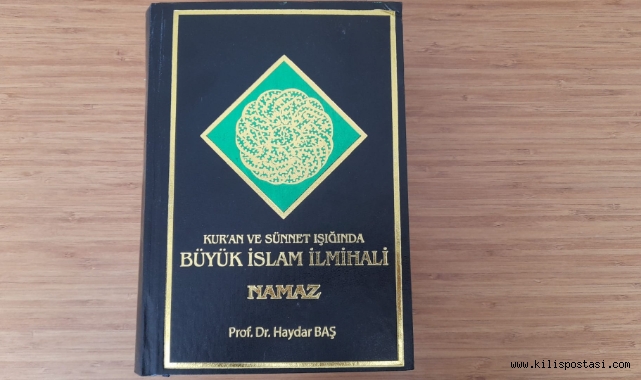 KUR'AN VE SÜNNET IŞIĞINDA
BÜYÜK İSLAM İLMİHALİ
NAMAZ
Prof. Dr. Haydar BAŞ
www.kilispostasi.com